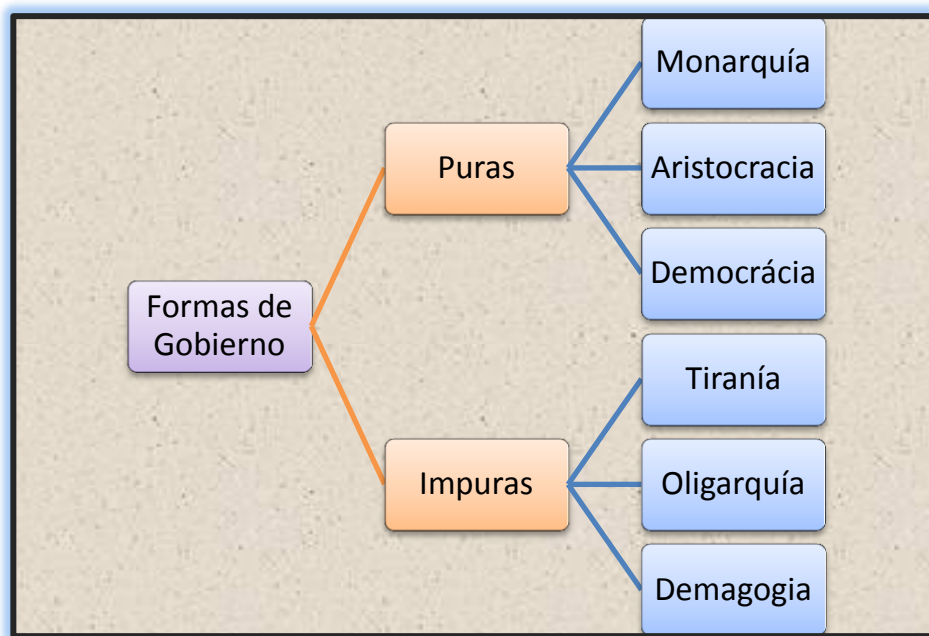 Formas de
Gobierno
Puras
Monarquía
Aristocracia
Democrácia
Impuras
Tiranía
Oligarquía
Demagogia